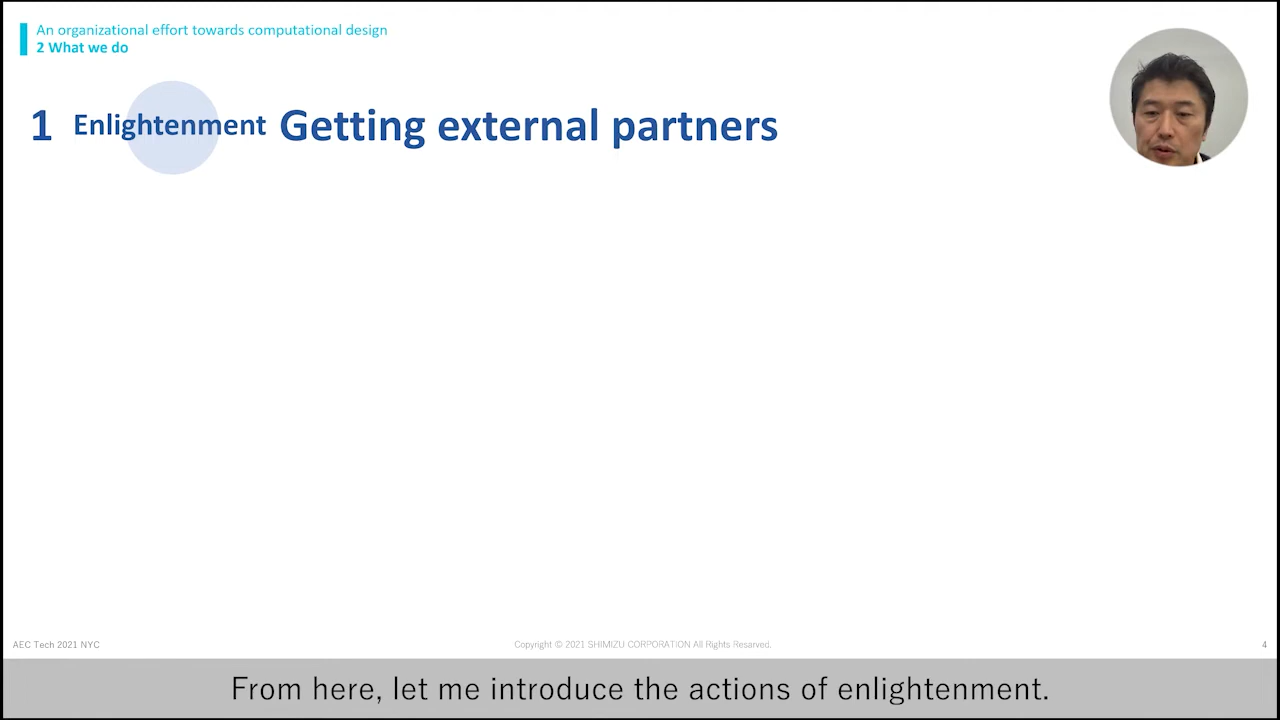 An organizational effort towards computational design
2 What we do
1 Enlightenment Getting external partners
AEC Tech 2021 NYC
Copyright © 2021 SHIMIZU CORPORATION All Rights Resarved.
4
From here, let me introduce the actions of enlightenment.